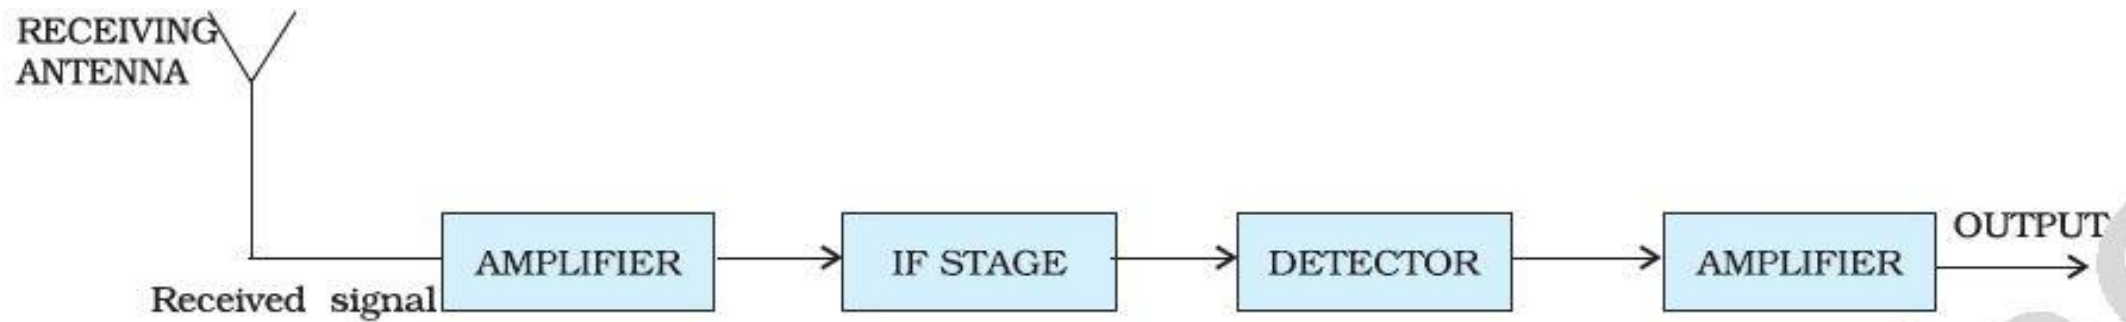 RECEIVING
ANTENNA
Received signal
AMPLIFIER
IF STAGE
DETECTOR
AMPLIFIER
OUTPUT